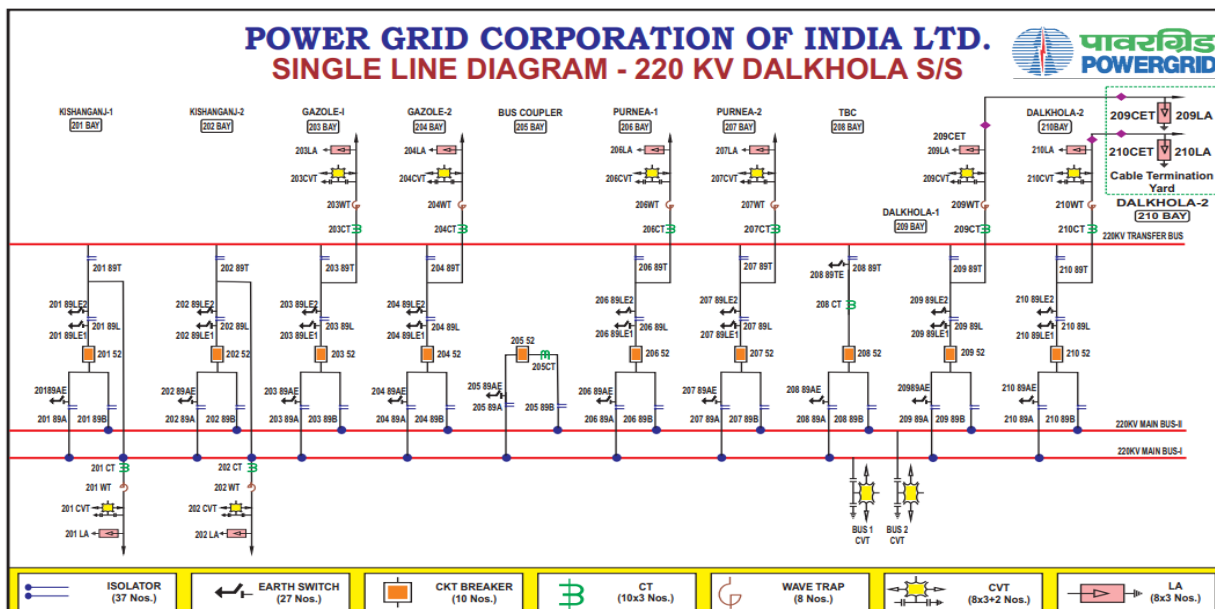 POWER GRID CORPORATION OF INDIA LTD.
SINGLE LINE DIAGRAM - 220 KV DALKHOLA S/S
पावरग्रिड
POWERGRID
KISHANGANJ-1
201 BAY
KISHANGANJ-2
202 BAY
GAZOLE-I
203 BAY
GAZOLE-2
204 BAY
BUS COUPLER
205 BAY
PURNEA-1
206 BAY
PURNEA-2
207 BAY
TBC
208 BAY
DALKHOLA-2
210BAY
209CET
209LA
210CET
210LA
Cable Termination
Yard
DALKHOLA-2
210 BAY
203LA
203CVT
203WT
203CT
204LA
204CVT
204WT
204CT
206LA
206CVT
206WT
206CT
207LA
207CVT
207WT
207CT
DALKHOLA-1
209 BAY
209CET
209LA
209CVT
209WT
209CT
210LA
210CVT
210WT
210CT
220KV TRANSFER BUS
201 89T
201 89LE2
201 89L
201 89LE1
201 52
20189AE
201 89A
201 89B
202 89T
202 89LE2
202 89L
202 89LE1
202 52
202 89AE
202 89A
202 89B
203 89T
203 89LE2
203 89L
203 89LE1
203 52
203 89AE
203 89A
203 89B
204 89T
204 89LE2
204 89L
204 89LE1
204 52
204 89AE
204 89A
204 89B
205 52
205CT
205 89AE
205 89A
205 89B
206 89T
206 89LE2
206 89L
206 89LE1
206 52
206 89AE
206 89A
206 89B
207 89T
207 89LE2
207 89L
207 89LE1
207 52
207 89AE
207 89A
207 89B
208 89T
208 89TE
208 CT
208 52
208 89AE
208 89A
208 89B
209 89T
209 89LE2
209 89L
209 89LE1
209 52
20989AE
209 89A
209 89B
210 89T
210 89LE2
210 89L
210 89LE1
210 52
210 89AE
210 89A
210 89B
220KV MAIN BUS-II
220KV MAIN BUS-I
201 CT
201 WT
201 CVT
201 LA
202 CT
202 WT
202 CVT
202 LA
BUS 1
CVT
BUS 2
CVT
ISOLATOR
(37 Nos.)
EARTH SWITCH
(27 Nos.)
CKT BREAKER
(10 Nos.)
CT
(10x3 Nos.)
WAVE TRAP
(8 Nos.)
CVT
(8x3+2 Nos.)
LA
(8x3 Nos.)